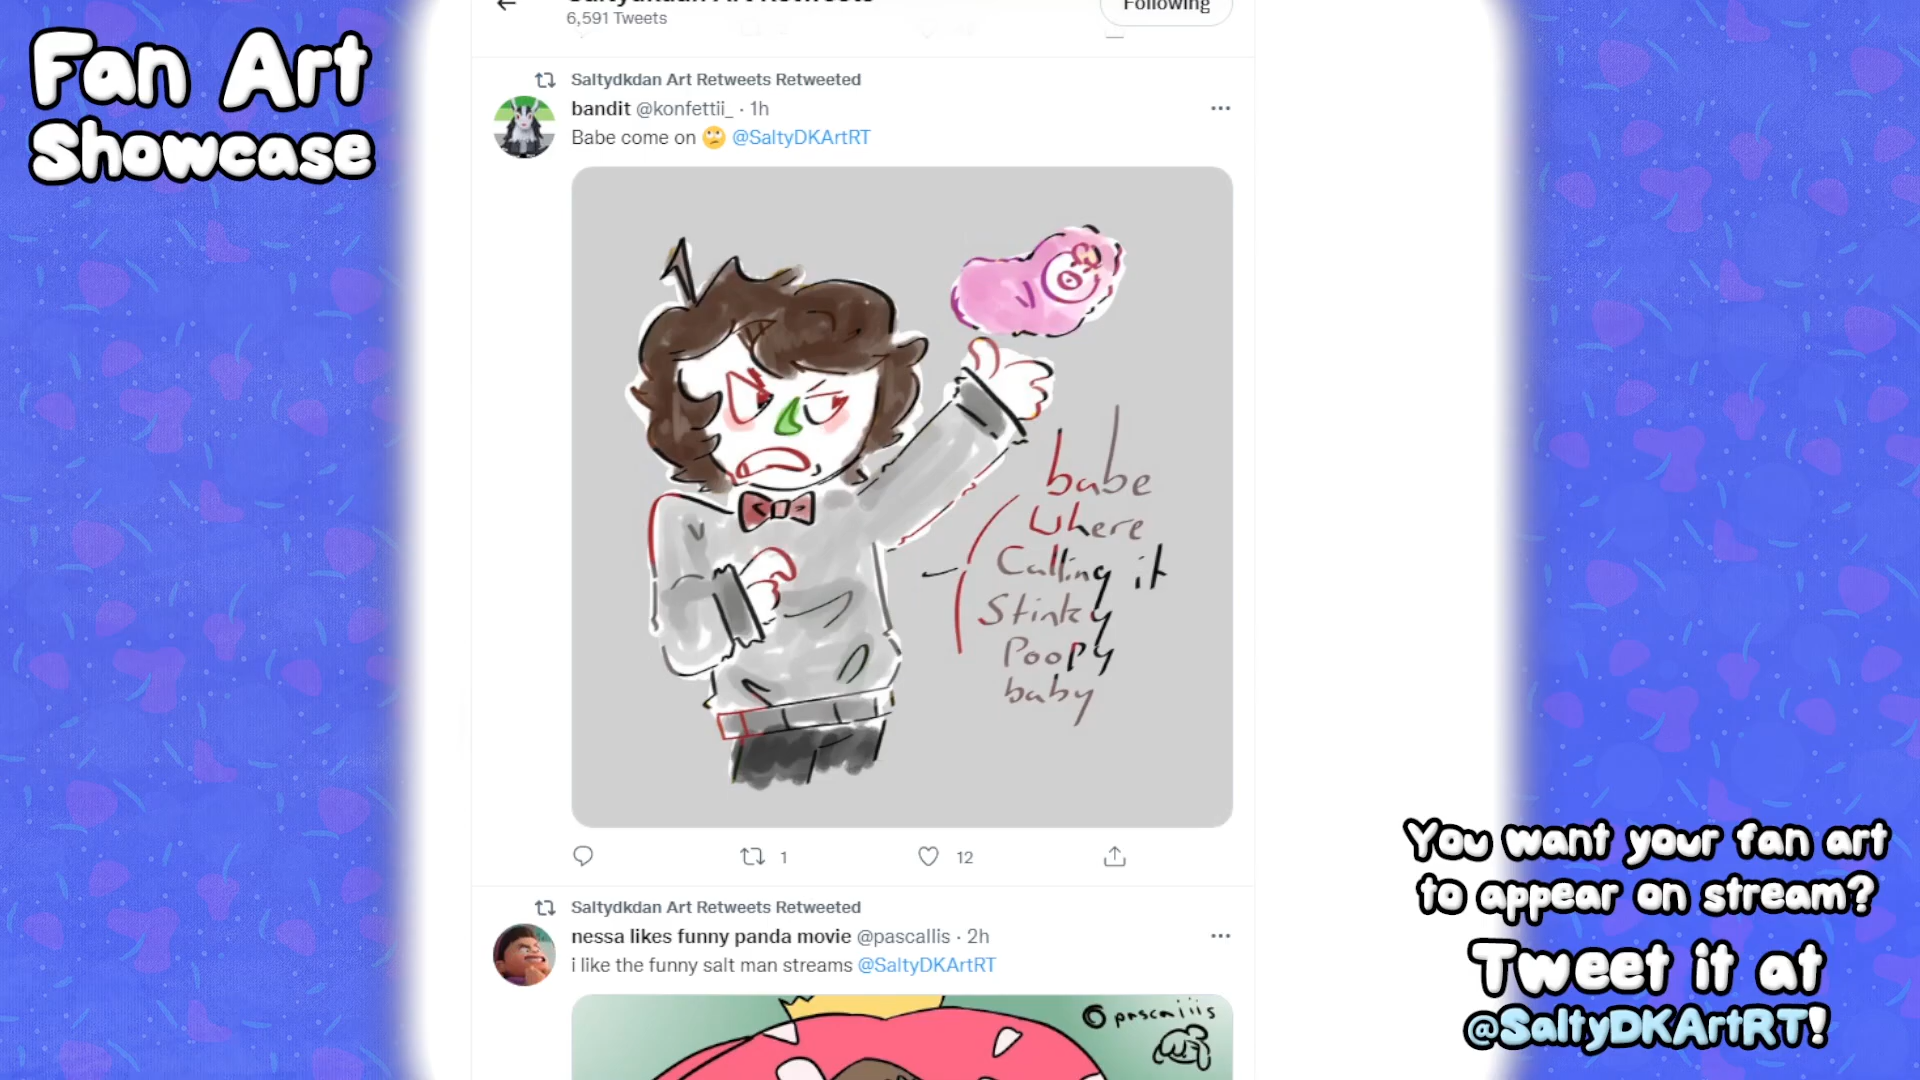 Fan Art
Showcase
Saltydkdan Art Retweets
6,591 Tweets
Following
Saltydkdan Art Retweets Retweeted
bandit @konfettii_ · 1h
Babe come on 🙄 @SaltyDKArtRT
babe
where
Calling it
Stinky
Poopy
baby
1
12
Saltydkdan Art Retweets Retweeted
nessa likes funny panda movie @pascallis · 2h
i like the funny salt man streams @SaltyDKArtRT
You want your fan art
to appear on stream?
Tweet it at
@SaltyDKArtRT!